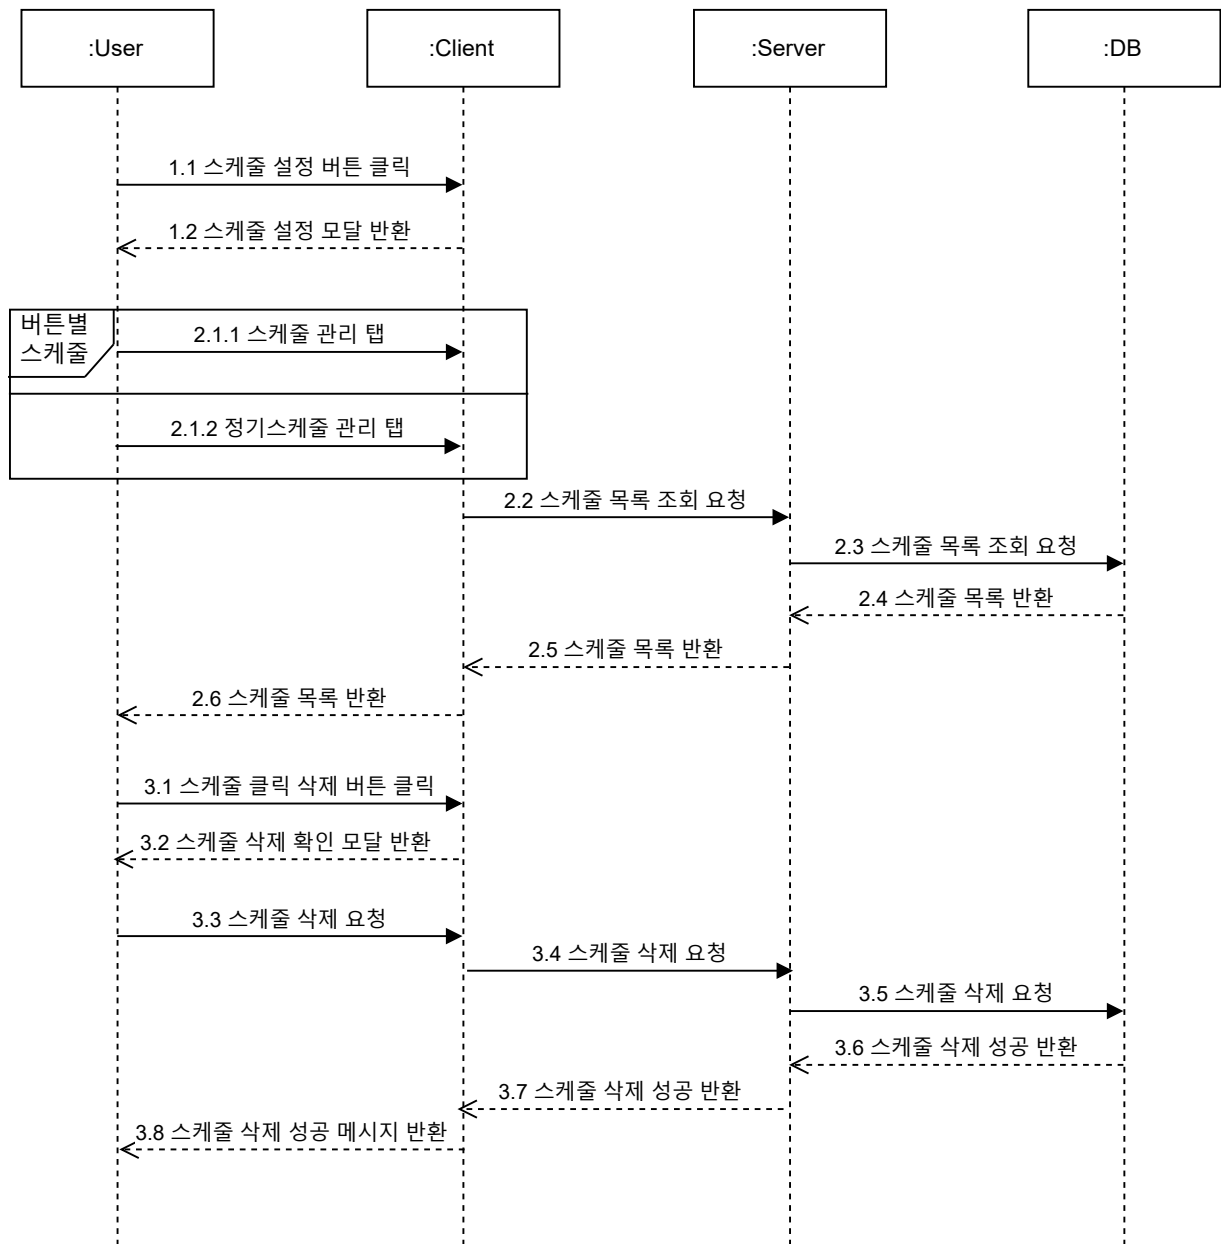 :User
:Client
:Server
:DB
1.1 스케줄 설정 버튼 클릭
1.2 스케줄 설정 모달 반환
버튼별
스케줄
2.1.1 스케줄 관리 탭
2.1.2 정기스케줄 관리 탭
2.2 스케줄 목록 조회 요청
2.3 스케줄 목록 조회 요청
2.4 스케줄 목록 반환
2.5 스케줄 목록 반환
2.6 스케줄 목록 반환
3.1 스케줄 클릭 삭제 버튼 클릭
3.2 스케줄 삭제 확인 모달 반환
3.3 스케줄 삭제 요청
3.4 스케줄 삭제 요청
3.5 스케줄 삭제 요청
3.6 스케줄 삭제 성공 반환
3.7 스케줄 삭제 성공 반환
3.8 스케줄 삭제 성공 메시지 반환